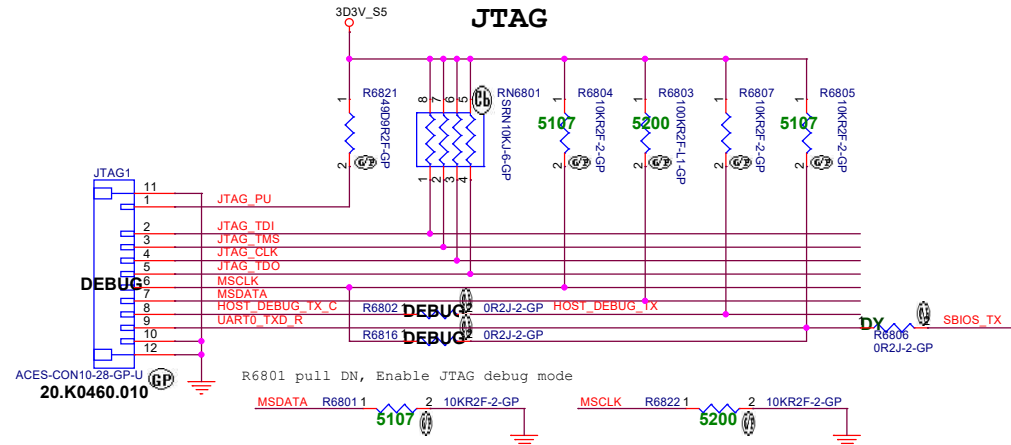 3D3V_S5
JTAG
R6821
49D9R2F-GP
RN6801
SRN10KJ-6-GP
R6804
10KR2F-2-GP
5107
R6803
100KR2F-L1-GP
5200
R6807
10KR2F-2-GP
R6805
10KR2F-2-GP
5107
1
2
8
7
6
5
1
2
3
4
1
2
1
2
1
2
1
2
JTAG1
11
1
JTAG_PU
2
JTAG_TDI
3
JTAG_TMS
4
JTAG_CLK
5
JTAG_TDO
DEBUG
6
MSCLK
7
MSDATA
8
HOST_DEBUG_TX_C
R6802
1
DEBUG
2
0R2J-2-GP
HOST_DEBUG_TX
9
UART0_TXD_R
R6816
1
DEBUG
2
0R2J-2-GP
10
12
DY
2
SBIOS_TX
R6806
0R2J-2-GP
ACES-CON10-28-GP-U
GP
20.K0460.010
R6801 pull DN, Enable JTAG debug mode
MSDATA R6801 1 2 10KR2F-2-GP
5107
MSCLK R6822 1 2 10KR2F-2-GP
5200